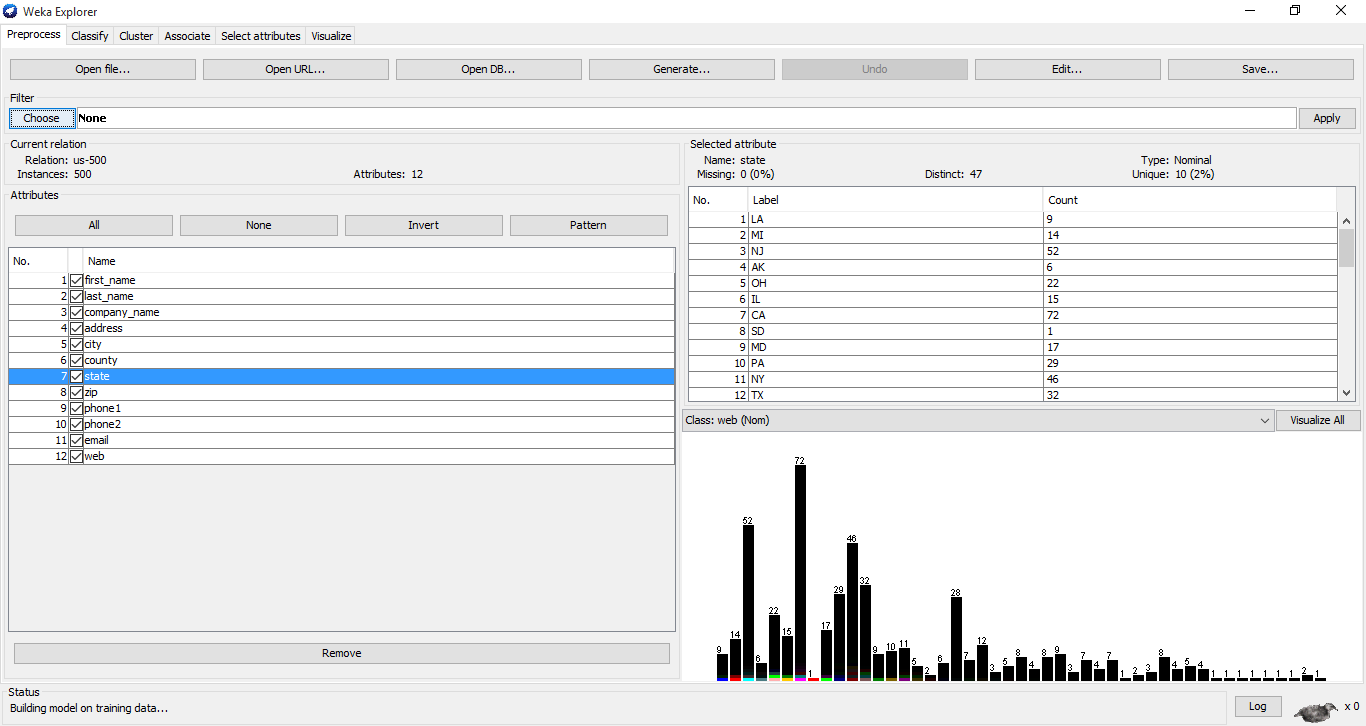 Weka Explorer
Preprocess Classify Cluster Associate Select attributes Visualize
Open file... Open URL... Open DB... Generate... Undo Edit... Save...
Filter
Choose None Apply
Current relation
Relation: us-500
Instances: 500 Attributes: 12
Attributes
All None Invert Pattern
No. Name
1 first_name
2 last_name
3 company_name
4 address
5 city
6 county
7 state
8 zip
9 phone1
10 phone2
11 email
12 web
Remove
Selected attribute
Name: state Type: Nominal
Missing: 0 (0%) Distinct: 47 Unique: 10 (2%)
No. Label Count
1 LA 9
2 MI 14
3 NJ 52
4 AK 6
5 OH 22
6 IL 15
7 CA 72
8 SD 1
9 MD 17
10 PA 29
11 NY 46
12 TX 32
Class: web (Nom) Visualize All
9 14 52 6 22 15 72 1 17 29 46 32 9 10 11 5 2 6 28 7 12 3 5 8 4 8 9 3 7 4 7 1 2 3 8 4 5 4 1 1 1 1 1 1 1 2 1
Status
Building model on training data...
Log x 0